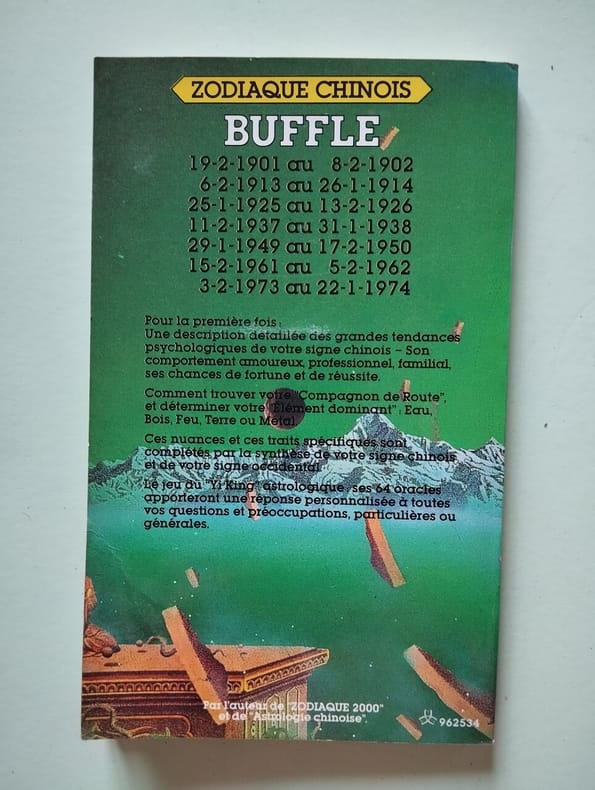 ZODIAQUE CHINOIS
BUFFLE
19-2-1901 au 8-2-1902
6-2-1913 au 26-1-1914
25-1-1925 au 13-2-1926
11-2-1937 au 31-1-1938
29-1-1949 au 17-2-1950
15-2-1961 au 5-2-1962
3-2-1973 au 22-1-1974
Pour la première fois :
Une description détaillée des grandes tendances
psychologiques de votre signe chinois – Son
comportement amoureux, professionnel, familial,
ses chances de fortune et de réussite.
Comment trouver votre "Compagnon de Route",
et déterminer votre "Elément dominant" : Eau,
Bois, Feu, Terre ou Métal.
Ces nuances et ces traits spécifiques sont
complétés par la synthèse de votre signe chinois
et de votre signe occidental.
Le jeu du "Yi King" astrologique : ses 64 oracles
apporteront une réponse personnalisée à toutes
vos questions et préoccupations, particulières ou
générales.
Par l'auteur de "ZODIAQUE 2000"
et de "Astrologie chinoise".
962534